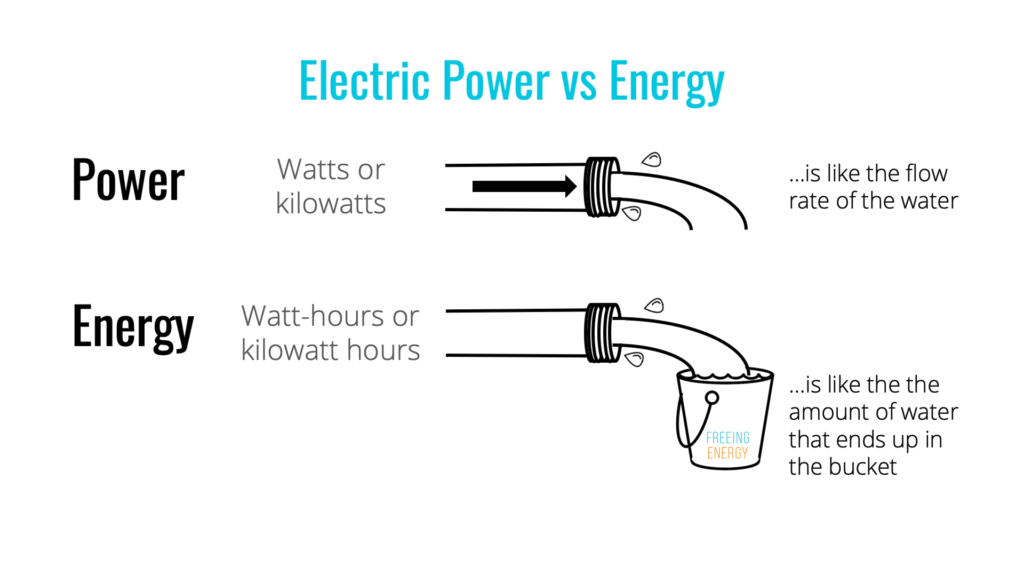 Electric Power vs Energy
Power
Watts or
kilowatts
...is like the flow
rate of the water
Energy
Watt-hours or
kilowatt hours
...is like the the
amount of water
that ends up in
the bucket
FREEING
ENERGY